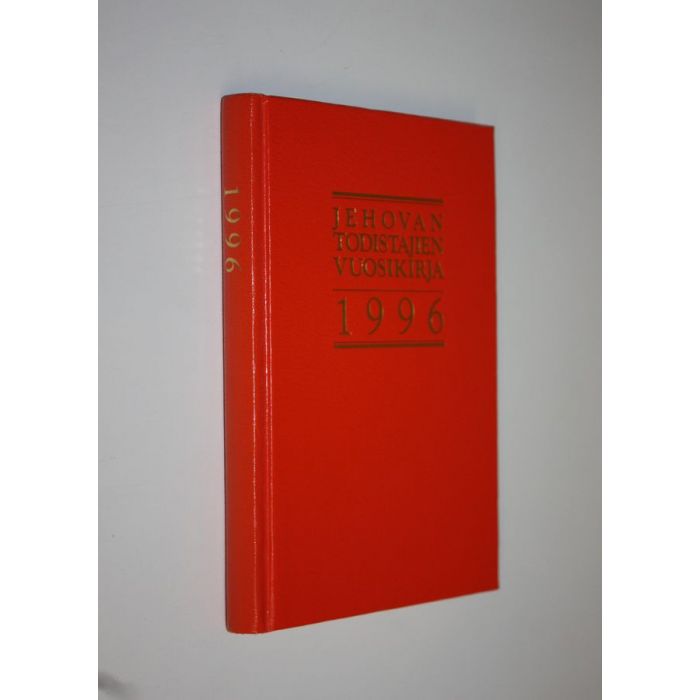 1996
JEHOVAN
TODISTAJIEN
VUOSIKIRJA
1996